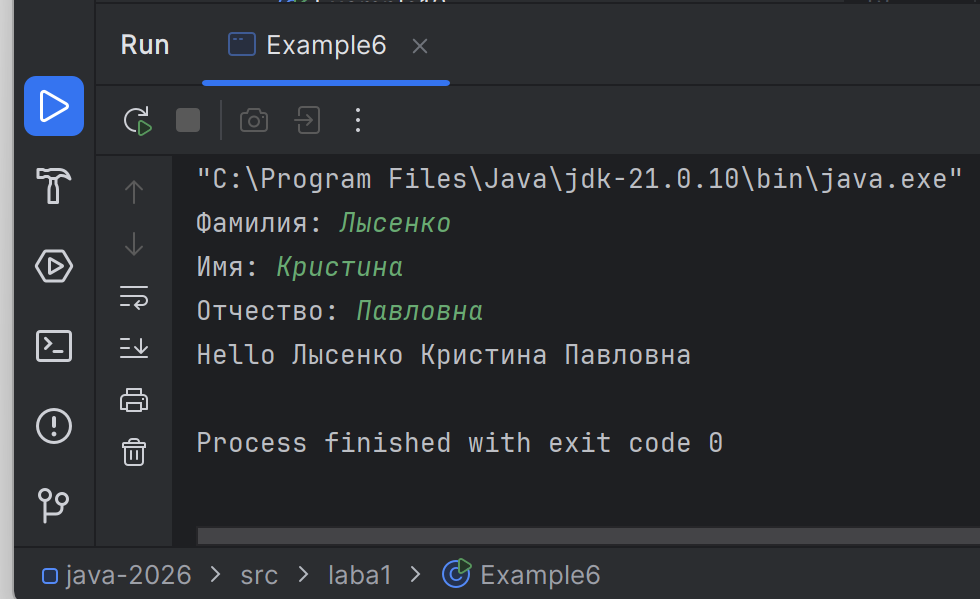 Run Example6
"C:\Program Files\Java\jdk-21.0.10\bin\java.exe"
Фамилия: Лысенко
Имя: Кристина
Отчество: Павловна
Hello Лысенко Кристина Павловна
Process finished with exit code 0
java-2026 > src > laba1 > Example6